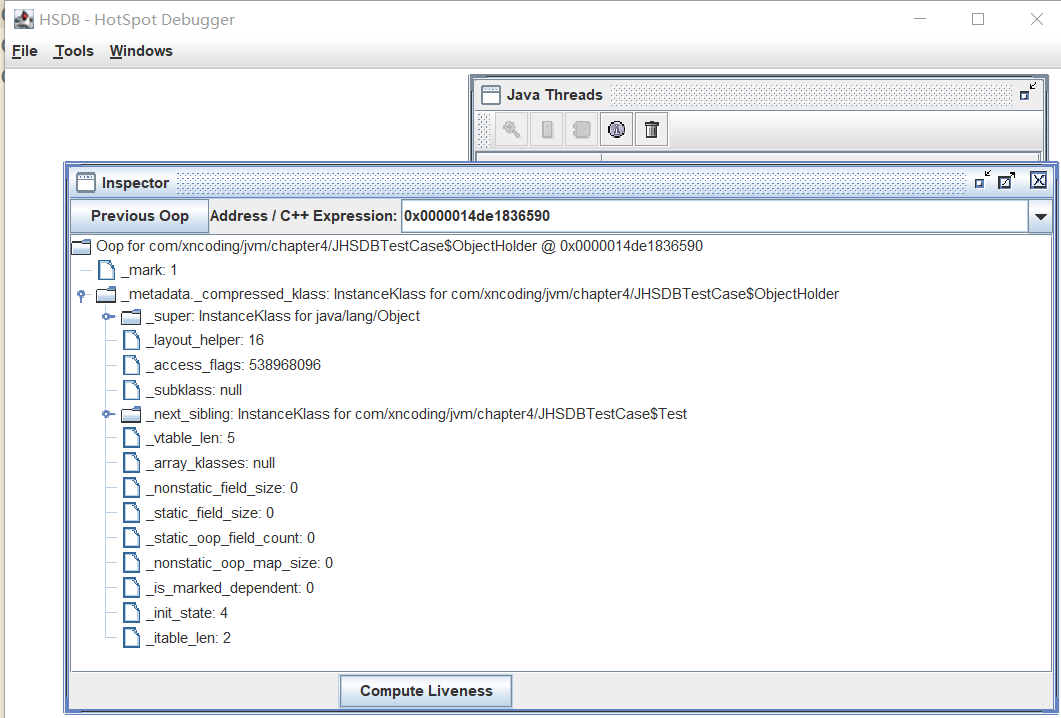 HSDB - HotSpot Debugger
File Tools Windows
Java Threads
Inspector
Previous Oop Address / C++ Expression: 0x0000014de1836590
Oop for com/xncoding/jvm/chapter4/JHSDBTestCase$ObjectHolder @ 0x0000014de1836590
_mark: 1
_metadata._compressed_klass: InstanceKlass for com/xncoding/jvm/chapter4/JHSDBTestCase$ObjectHolder
_super: InstanceKlass for java/lang/Object
_layout_helper: 16
_access_flags: 538968096
_subklass: null
_next_sibling: InstanceKlass for com/xncoding/jvm/chapter4/JHSDBTestCase$Test
_vtable_len: 5
_array_klasses: null
_nonstatic_field_size: 0
_static_field_size: 0
_static_oop_field_count: 0
_nonstatic_oop_map_size: 0
_is_marked_dependent: 0
_init_state: 4
_itable_len: 2
Compute Liveness